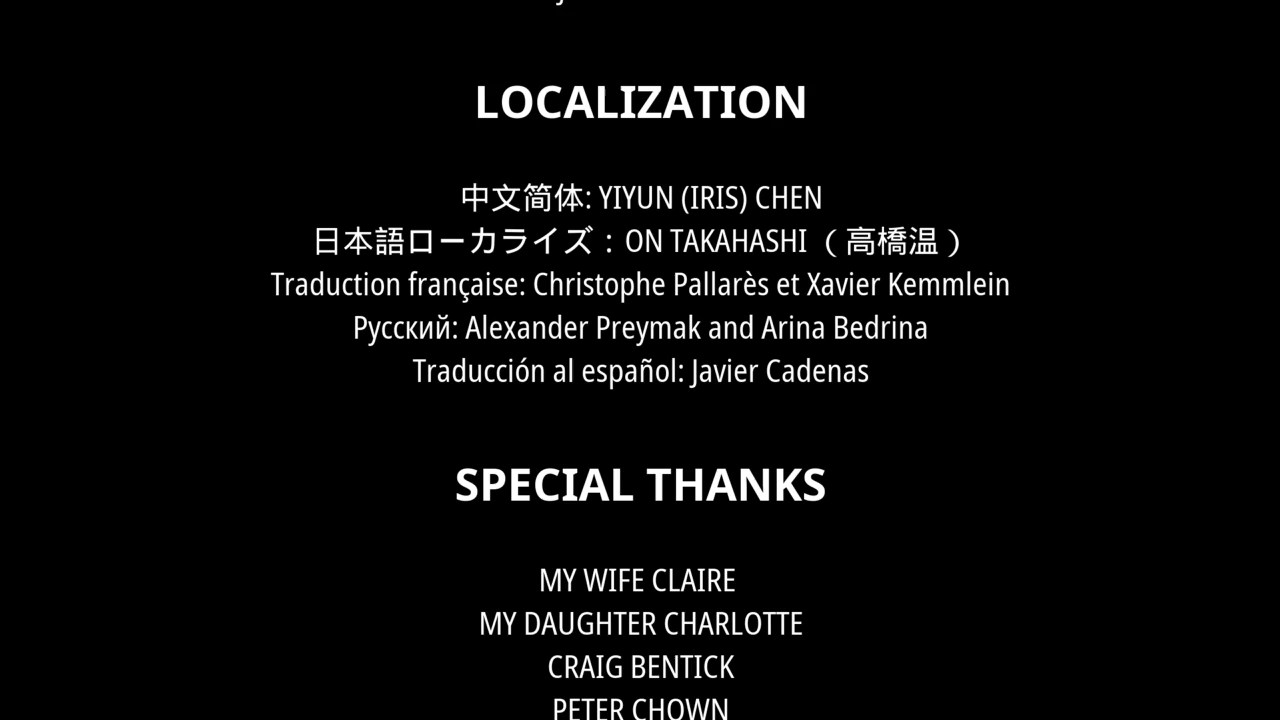 LOCALIZATION
中文简体: YIYUN (IRIS) CHEN
日本語ローカライズ：ON TAKAHASHI （高橋温）
Traduction française: Christophe Pallarès et Xavier Kemmlein
Русский: Alexander Preymak and Arina Bedrina
Traducción al español: Javier Cadenas
SPECIAL THANKS
MY WIFE CLAIRE
MY DAUGHTER CHARLOTTE
CRAIG BENTICK
PETER CHOWN